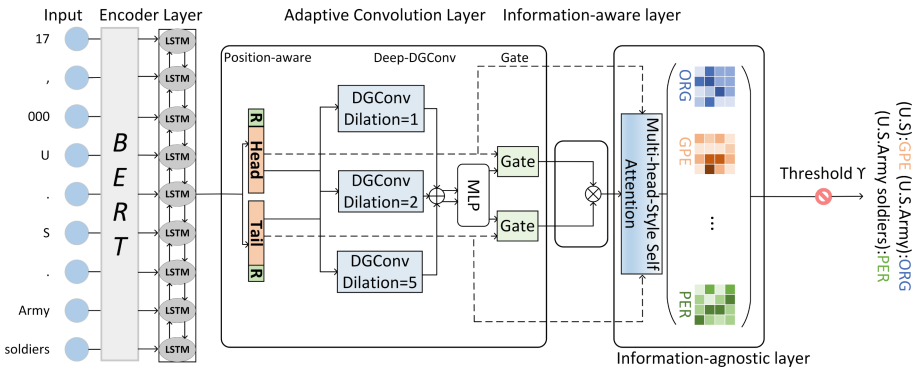 Input
Encoder Layer
Adaptive Convolution Layer
Information-aware layer
17
,
000
U
.
S
.
Army
soldiers
BERT
LSTM
LSTM
LSTM
LSTM
LSTM
LSTM
LSTM
LSTM
LSTM
Position-aware
Deep-DGConv
Gate
R
Head
Tail
R
DGConv
Dilation=1
DGConv
Dilation=2
DGConv
Dilation=5
MLP
Gate
Gate
Multi-head-Style Self
Attention
ORG
GPE
...
PER
Threshold ϒ
(U.S):GPE (U.S.Army):ORG
(U.S.Army soldiers):PER
Information-agnostic layer